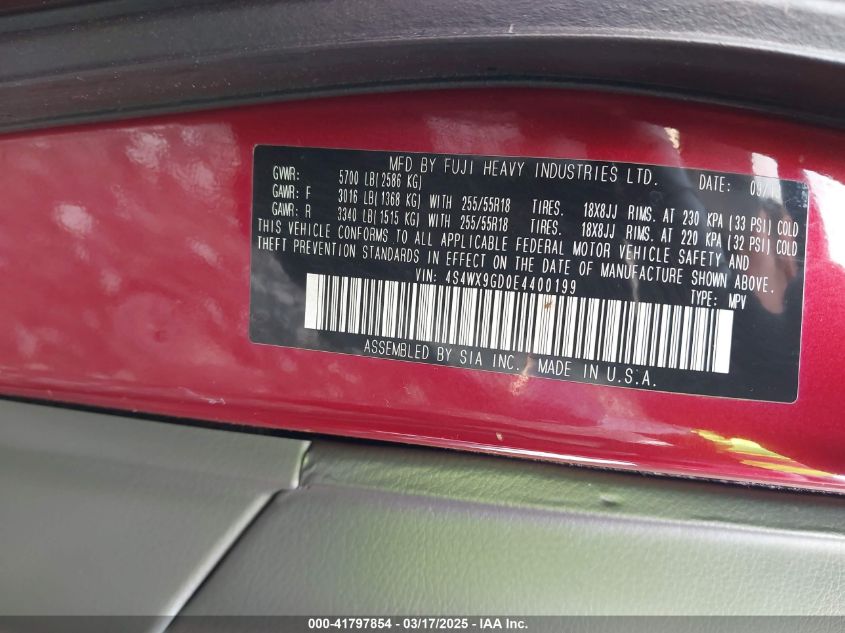 MFD BY FUJI HEAVY INDUSTRIES LTD. DATE:
GVWR: 5700 LB(2586 KG)
GAWR: F 3016 LB(1368 KG) WITH 255/55R18 TIRES. 18X8JJ RIMS. AT 230 KPA (33 PSI) COLD
GAWR: R 3340 LB(1515 KG) WITH 255/55R18 TIRES. 18X8JJ RIMS. AT 220 KPA (32 PSI) COLD
THIS VEHICLE CONFORMS TO ALL APPLICABLE FEDERAL MOTOR VEHICLE SAFETY AND
THEFT PREVENTION STANDARDS IN EFFECT ON THE DATE OF MANUFACTURE SHOWN ABOVE.
VIN: 4S4WX9GD0E4400199 TYPE: MPV
ASSEMBLED BY SIA INC. MADE IN U.S.A.
000-41797854 — 03/17/2025 — IAA Inc.